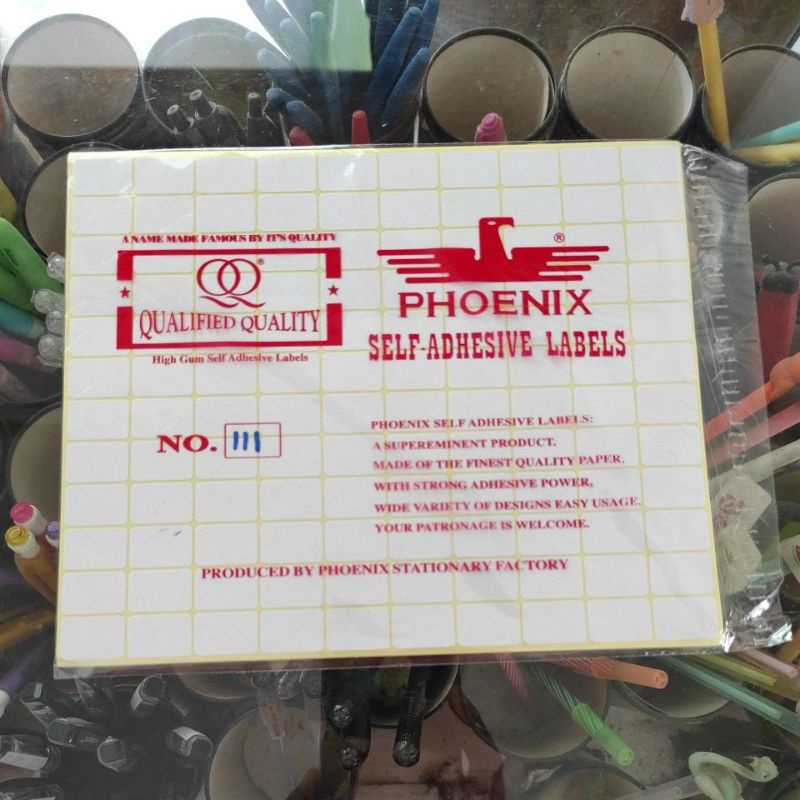 A NAME MADE FAMOUS BY IT'S QUALITY
QQ®
QUALIFIED QUALITY
High Gum Self Adhesive Labels
®
PHOENIX
SELF-ADHESIVE LABELS
NO. 111
PHOENIX SELF ADHESIVE LABELS:
A SUPEREMINENT PRODUCT.
MADE OF THE FINEST QUALITY PAPER,
WITH STRONG ADHESIVE POWER,
WIDE VARIETY OF DESIGNS EASY USAGE.
YOUR PATRONAGE IS WELCOME.
PRODUCED BY PHOENIX STATIONARY FACTORY